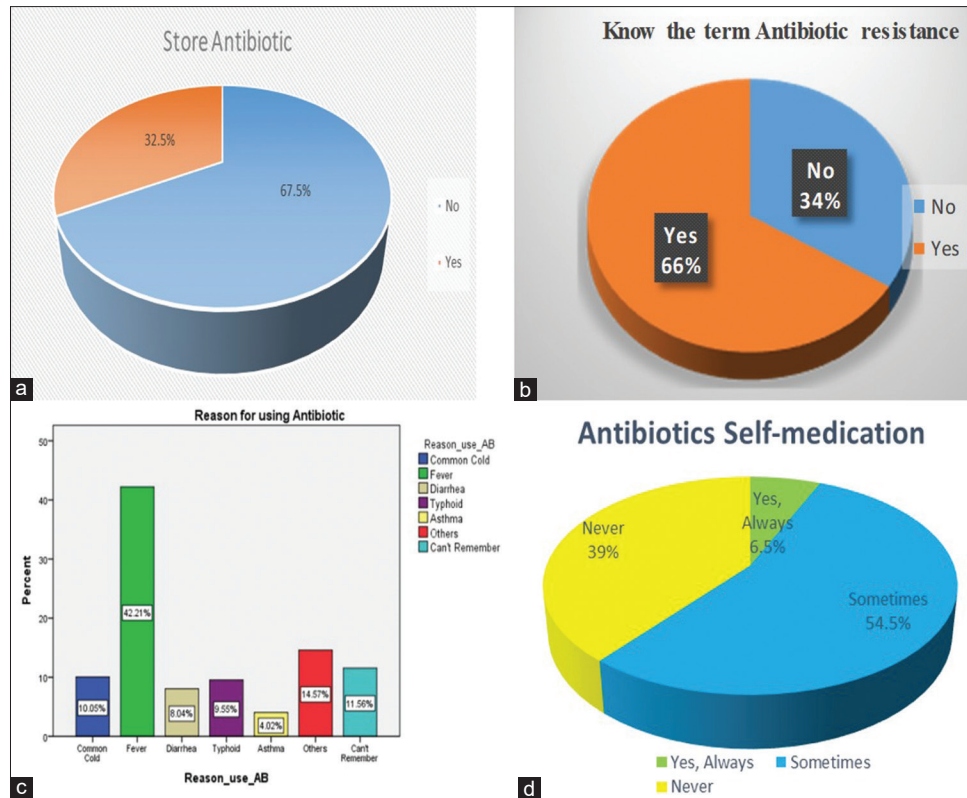 Store Antibiotic
32.5%
67.5%
No
Yes
a
Know the term Antibiotic resistance
No
34%
Yes
66%
No
Yes
b
Reason for using Antibiotic
Reason_use_AB
Common Cold
Fever
Diarrhea
Typhoid
Asthma
Others
Can't Remember
Percent
50
40
30
20
10
0
42.21%
10.05%
8.04%
9.55%
4.02%
14.57%
11.56%
Common
Cold
Fever
Diarrhea
Typhoid
Asthma
Others
Can't
Remember
Reason_use_AB
c
Antibiotics Self-medication
Yes,
Always
6.5%
Never
39%
Sometimes
54.5%
Yes, Always
Sometimes
Never
d